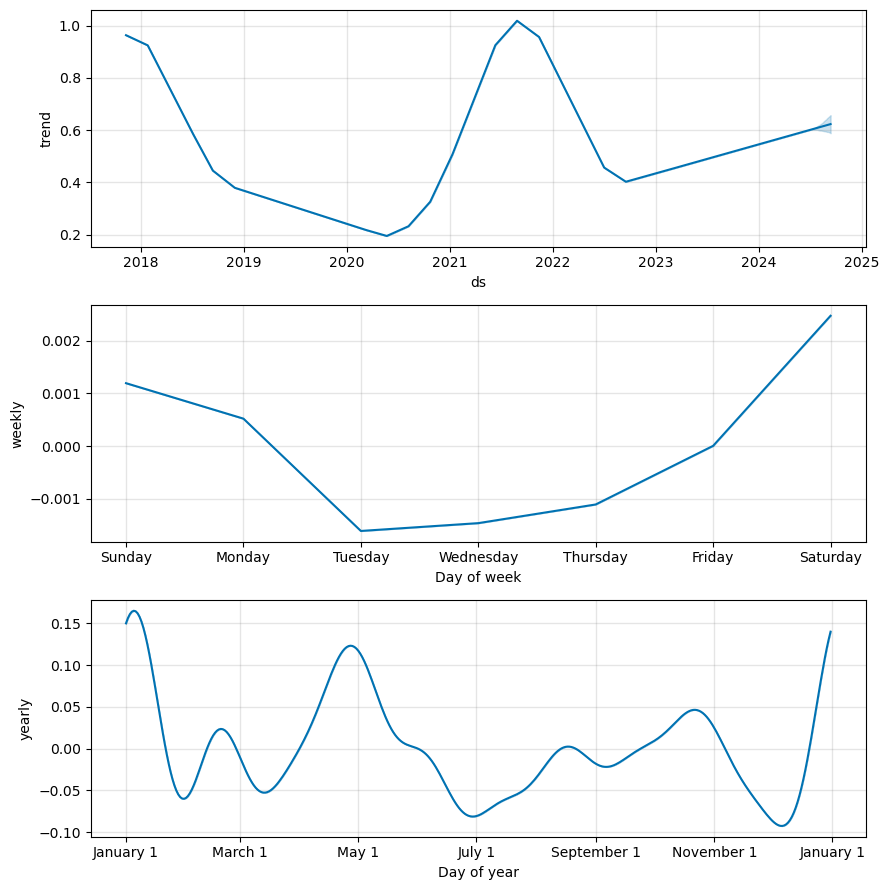 1.0
0.8
0.6
0.4
0.2
trend
2018 2019 2020 2021 2022 2023 2024 2025
ds
0.002
0.001
0.000
−0.001
weekly
Sunday Monday Tuesday Wednesday Thursday Friday Saturday
Day of week
0.15
0.10
0.05
0.00
−0.05
−0.10
yearly
January 1 March 1 May 1 July 1 September 1 November 1 January 1
Day of year